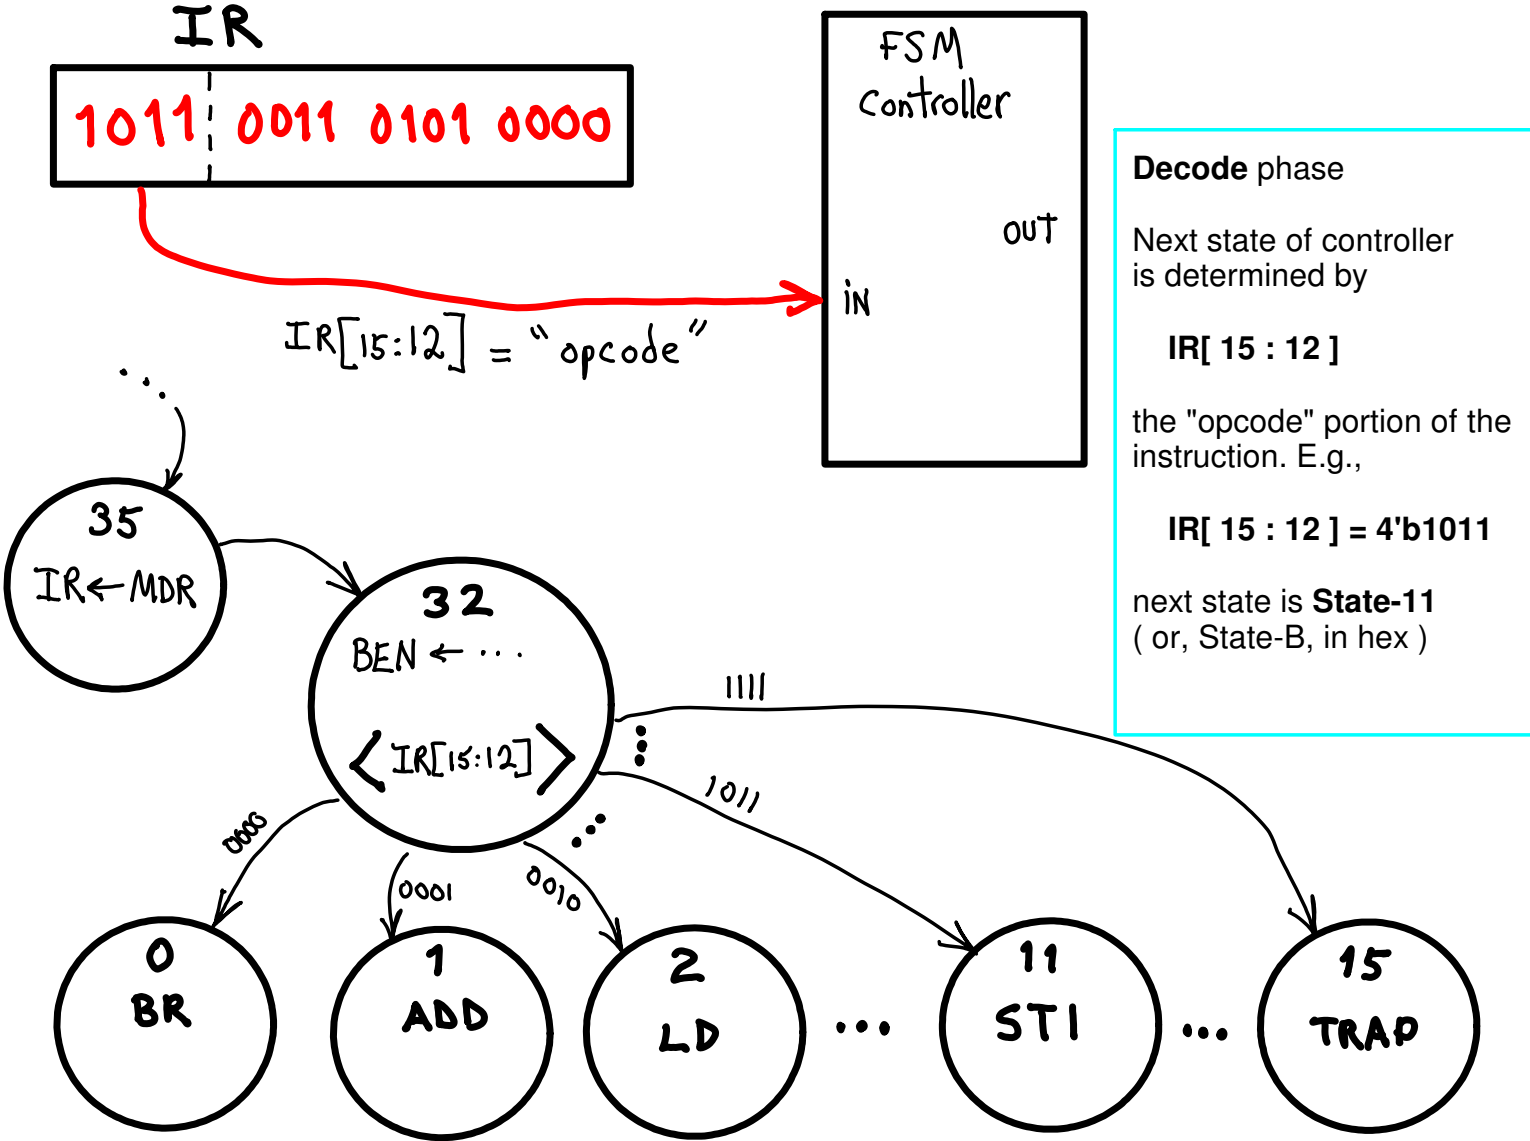 IR
1011 0011 0101 0000
FSM
Controller
OUT
IN
IR[15:12] = "opcode"
Decode phase
Next state of controller
is determined by
IR[ 15 : 12 ]
the "opcode" portion of the
instruction. E.g.,
IR[ 15 : 12 ] = 4'b1011
next state is State-11
( or, State-B, in hex )
...
35
IR←MDR
32
BEN ← ...
<IR[15:12]>
1111
1011
0000
0001
0010
0
BR
1
ADD
2
LD
...
11
STI
...
15
TRAP